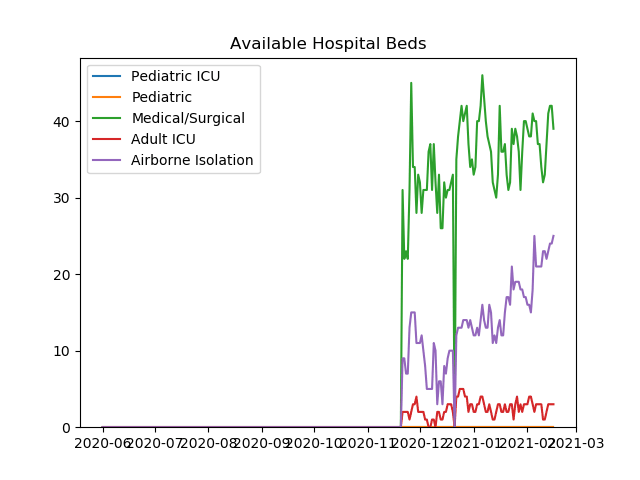 Available Hospital Beds
Pediatric ICU
Pediatric
Medical/Surgical
Adult ICU
Airborne Isolation
40
30
20
10
0
2020-06 2020-07 2020-08 2020-09 2020-10 2020-11 2020-12 2021-01 2021-02 2021-03